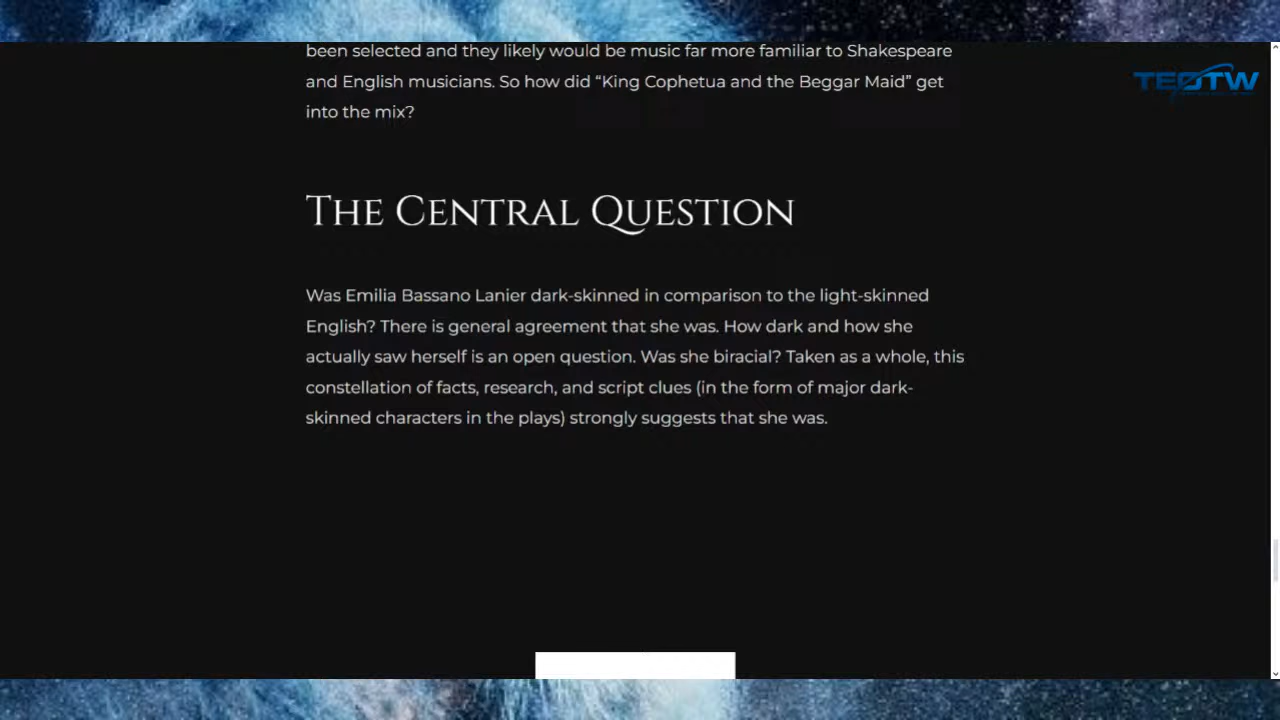 been selected and they likely would be music far more familiar to Shakespeare
and English musicians. So how did “King Cophetua and the Beggar Maid” get
into the mix?
TEOTW
The Central Question
Was Emilia Bassano Lanier dark-skinned in comparison to the light-skinned
English? There is general agreement that she was. How dark and how she
actually saw herself is an open question. Was she biracial? Taken as a whole, this
constellation of facts, research, and script clues (in the form of major dark-
skinned characters in the plays) strongly suggests that she was.